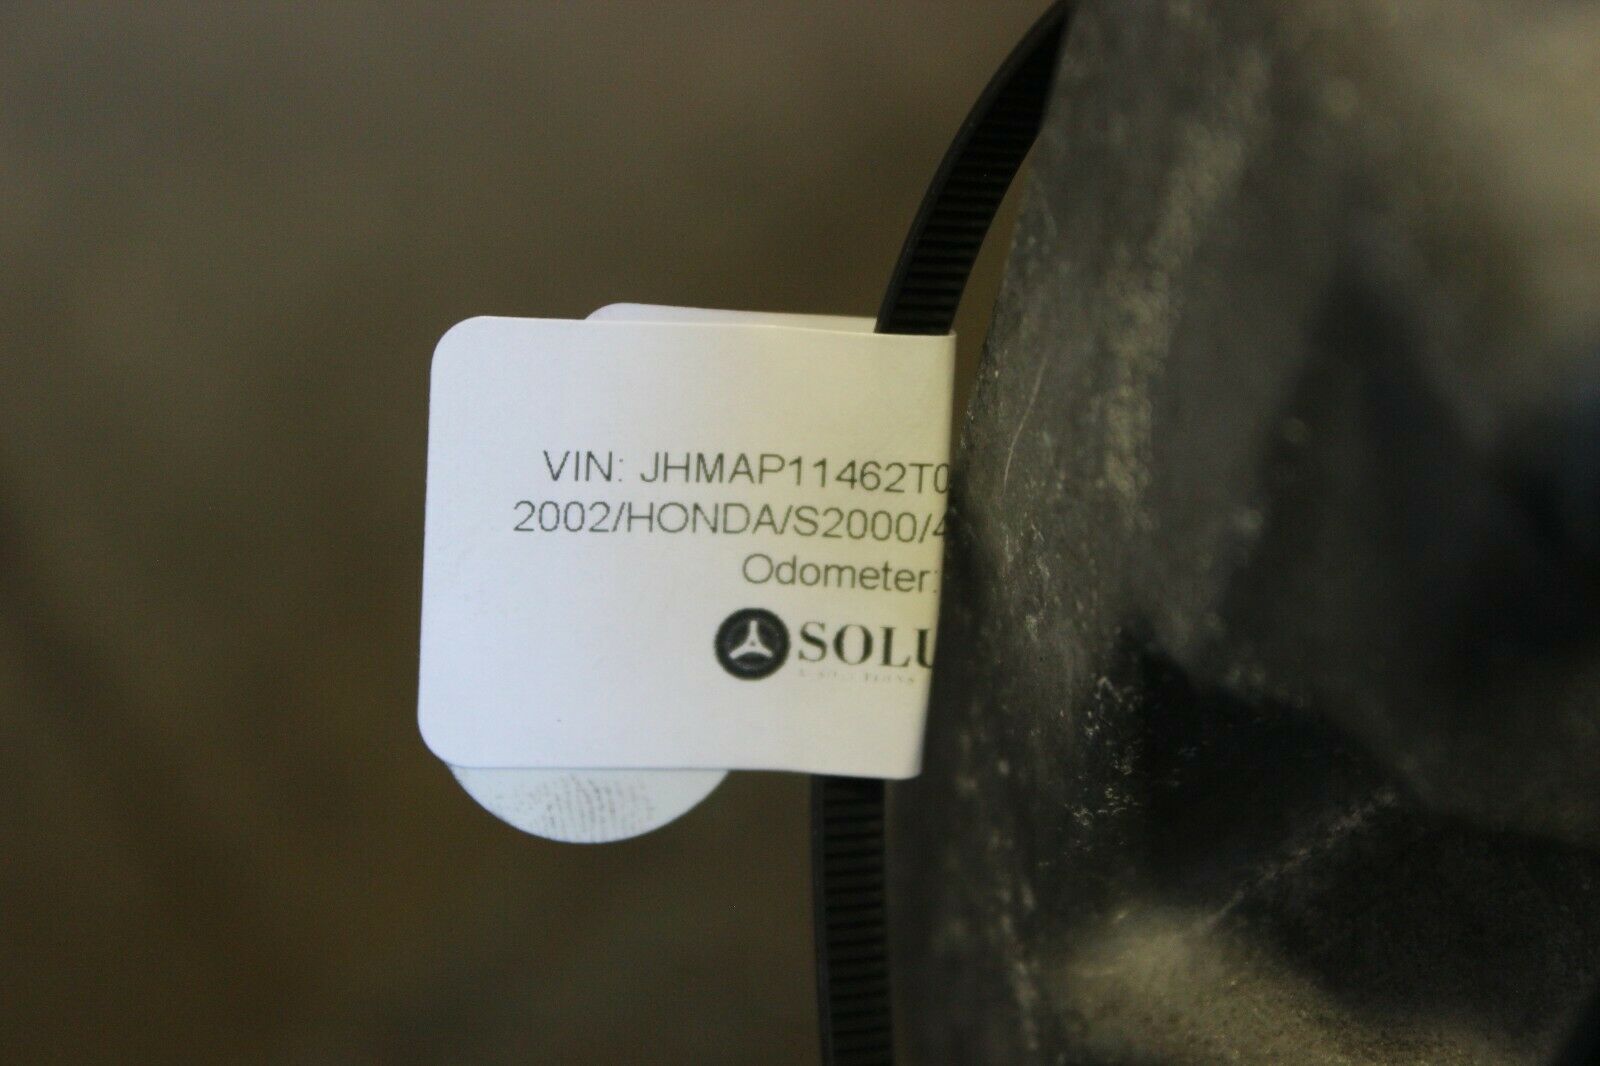 VIN: JHMAP11462T0
2002/HONDA/S2000/4
Odometer:
SOLU